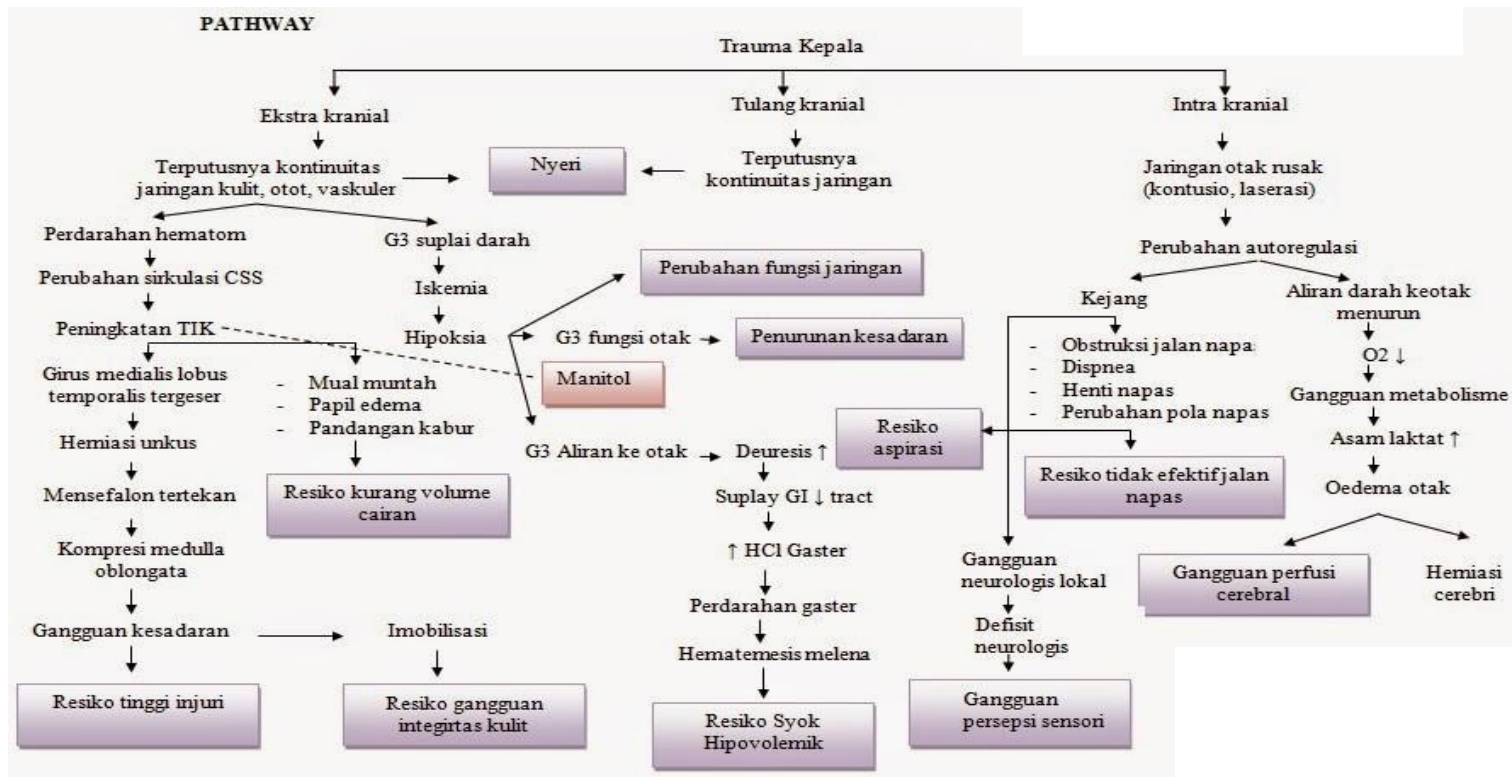 PATHWAY
Trauma Kepala
Ekstra kranial
Tulang kranial
Intra kranial
Terputusnya kontinuitas
jaringan kulit, otot, vaskuler
Nyeri
Terputusnya
kontinuitas jaringan
Jaringan otak rusak
(kontusio, laserasi)
Perdarahan hematom
G3 suplai darah
Perubahan autoregulasi
Perubahan sirkulasi CSS
Iskemia
Perubahan fungsi jaringan
Kejang
Aliran darah keotak
menurun
Peningkatan TIK
Hipoksia
G3 fungsi otak
Penurunan kesadaran
- Obstruksi jalan napa
- Dispnea
- Henti napas
- Perubahan pola napas
O2 ↓
Girus medialis lobus
temporalis tergeser
- Mual muntah
- Papil edema
- Pandangan kabur
Manitol
Gangguan metabolisme
Herniasi unkus
G3 Aliran ke otak
Deuresis ↑
Resiko
aspirasi
Asam laktat ↑
Mensefalon tertekan
Resiko kurang volume
cairan
Suplay GI ↓ tract
Resiko tidak efektif jalan
napas
Oedema otak
Kompresi medulla
oblongata
↑ HCl Gaster
Gangguan
neurologis lokal
Gangguan perfusi
cerebral
Herniasi
cerebri
Perdarahan gaster
Gangguan kesadaran
Imobilisasi
Defisit
neurologis
Hematemesis melena
Resiko tinggi injuri
Resiko gangguan
integirtas kulit
Resiko Syok
Hipovolemik
Gangguan
persepsi sensori